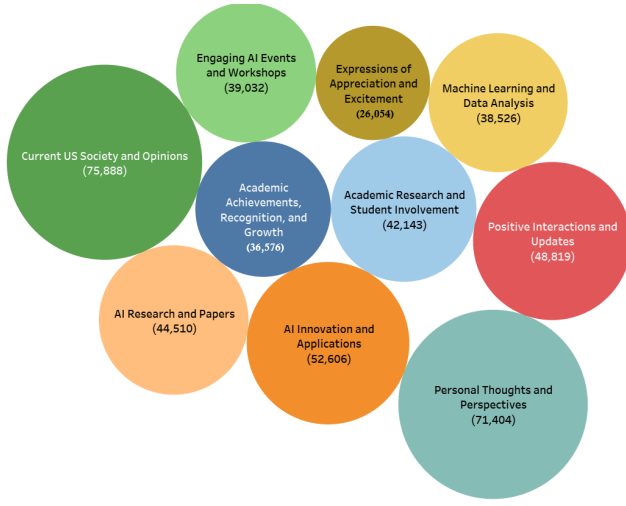 Engaging AI Events
and Workshops
(39,032)
Expressions of
Appreciation and
Excitement
(26,054)
Machine Learning and
Data Analysis
(38,526)
Current US Society and Opinions
(75,888)
Academic
Achievements,
Recognition, and
Growth
(36,576)
Academic Research and
Student Involvement
(42,143)
Positive Interactions and
Updates
(48,819)
AI Research and Papers
(44,510)
AI Innovation and
Applications
(52,606)
Personal Thoughts and
Perspectives
(71,404)